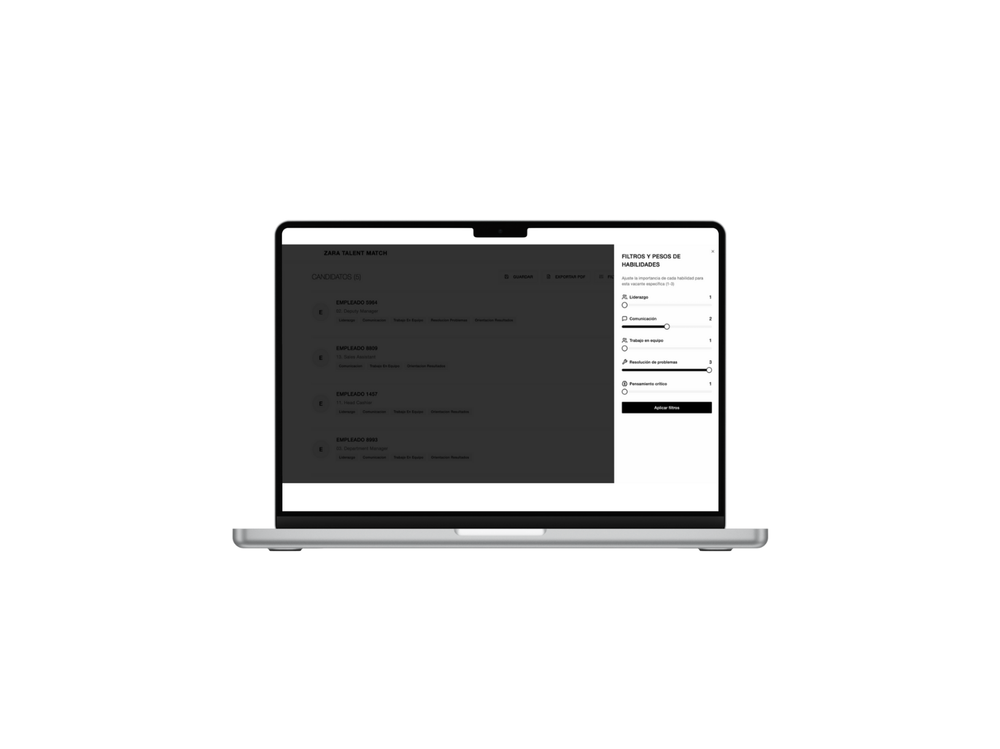 ZARA TALENT MATCH
CANDIDATOS (5)
GUARDAR
EXPORTAR PDF
FIL
E
EMPLEADO 5984
02. Deputy Manager
Liderazgo Comunicacion Trabajo En Equipo Resolucion Problemas Orientacion Resultados
E
EMPLEADO 8809
Sales Assistant
Comunicacion Trabajo En Equipo Orientacion Resultados
E
EMPLEADO 1457
11. Head Cashier
Liderazgo Comunicacion Trabajo En Equipo Orientacion Resultados
E
EMPLEADO 8993
Department Manager
Liderazgo Comunicacion Trabajo En Equipo Orientacion Resultados
×
FILTROS Y PESOS DE
HABILIDADES
Ajuste la importancia de cada habilidad para
esta vacante específica (1-3)
Liderazgo 1
Comunicación 2
Trabajo en equipo 1
Resolución de problemas 3
Pensamiento crítico 1
Aplicar filtros